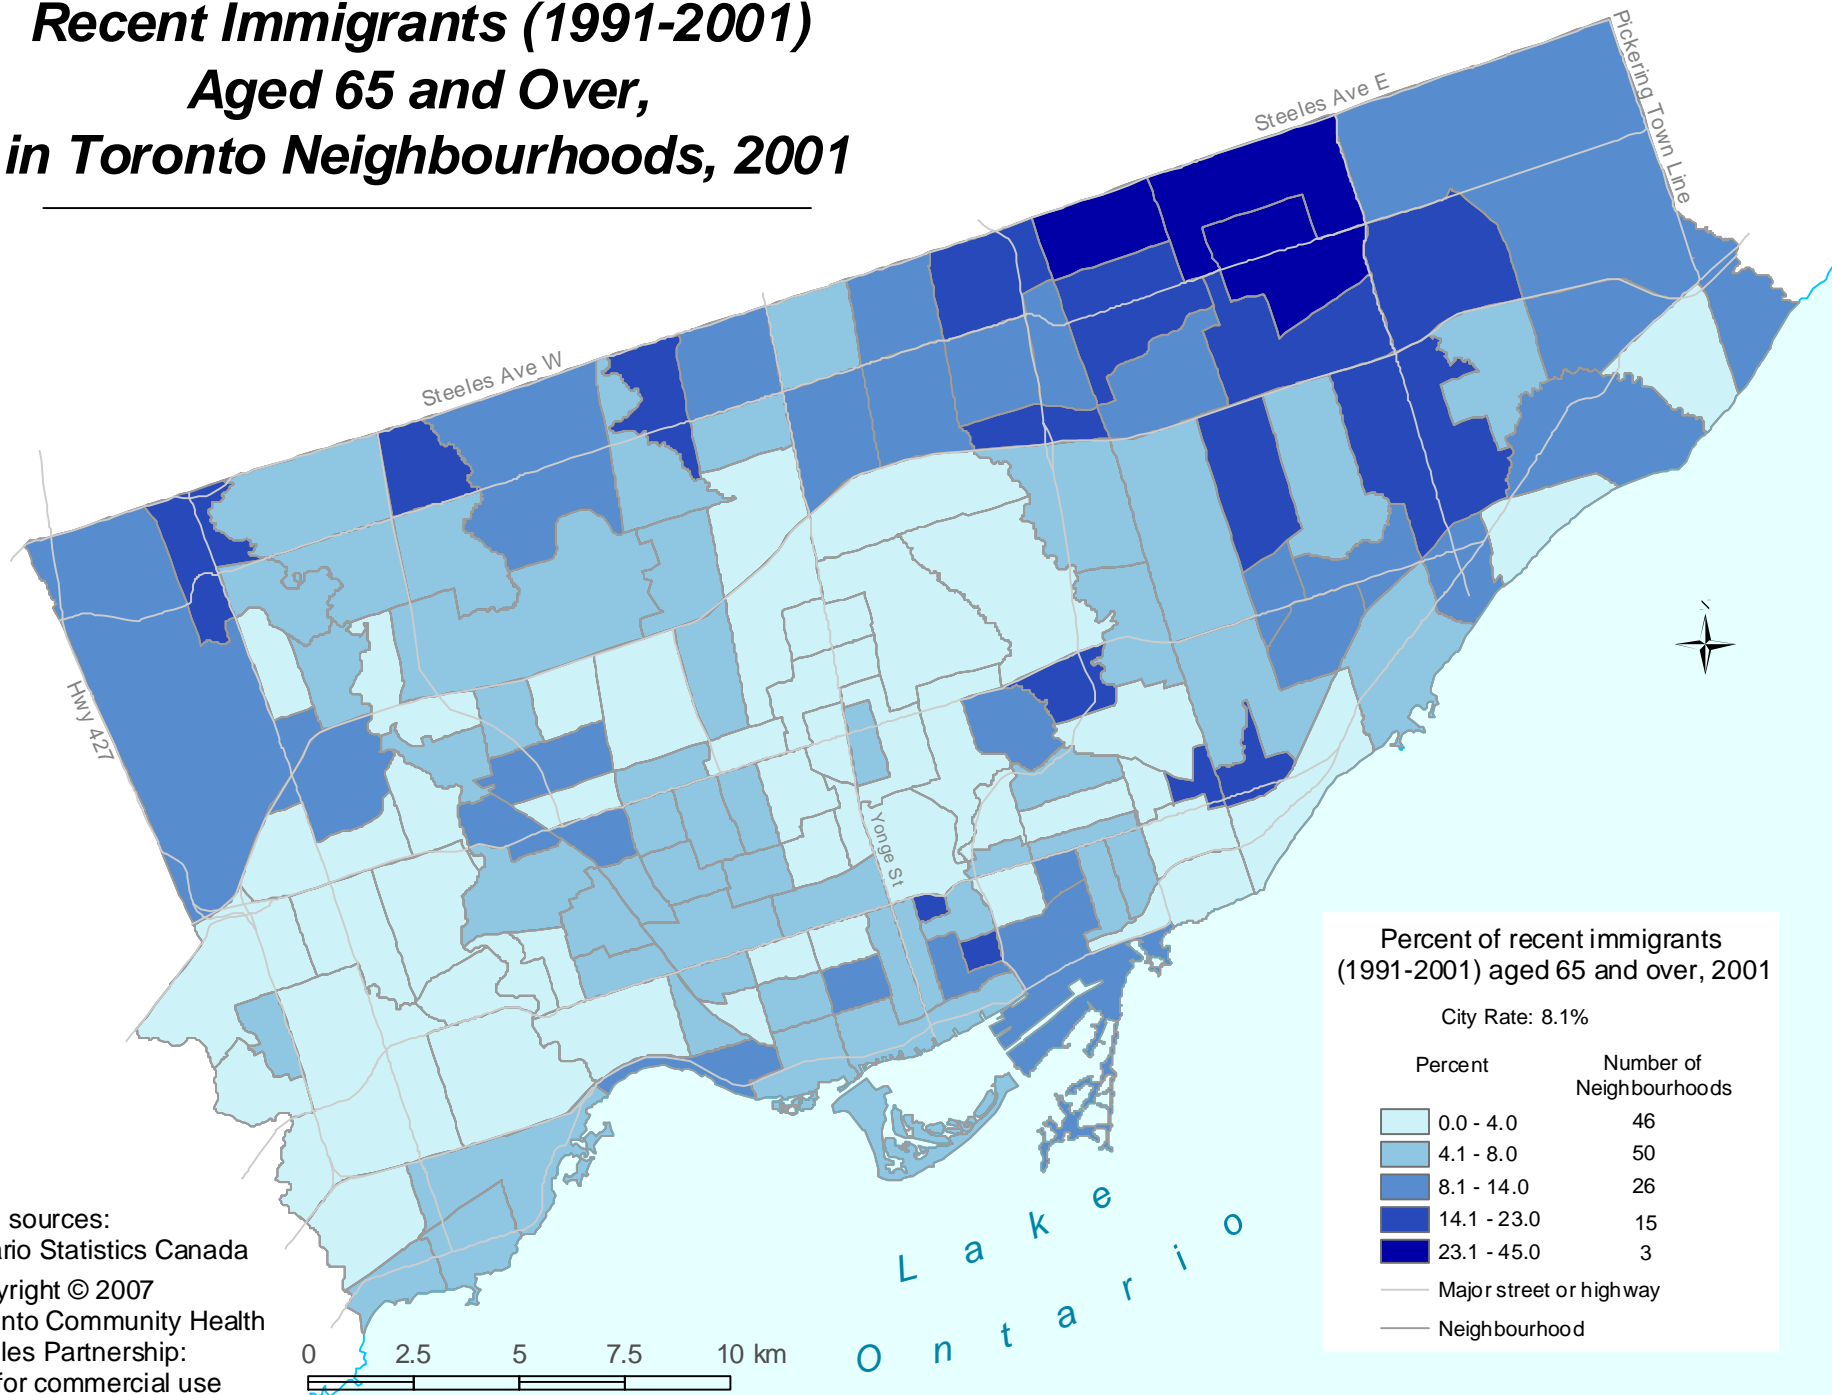 Recent Immigrants (1991-2001)
Aged 65 and Over,
in Toronto Neighbourhoods, 2001
Steeles Ave E
Pickering Town Line
Steeles Ave W
Hwy 427
Yonge St
Percent of recent immigrants
(1991-2001) aged 65 and over, 2001
City Rate: 8.1%
Percent Number of
Neighbourhoods
0.0 - 4.0 46
4.1 - 8.0 50
8.1 - 14.0 26
14.1 - 23.0 15
23.1 - 45.0 3
Major street or highway
Neighbourhood
Lake
Ontario
sources:
ario Statistics Canada
yright © 2007
nto Community Health
les Partnership:
for commercial use
0 2.5 5 7.5 10 km